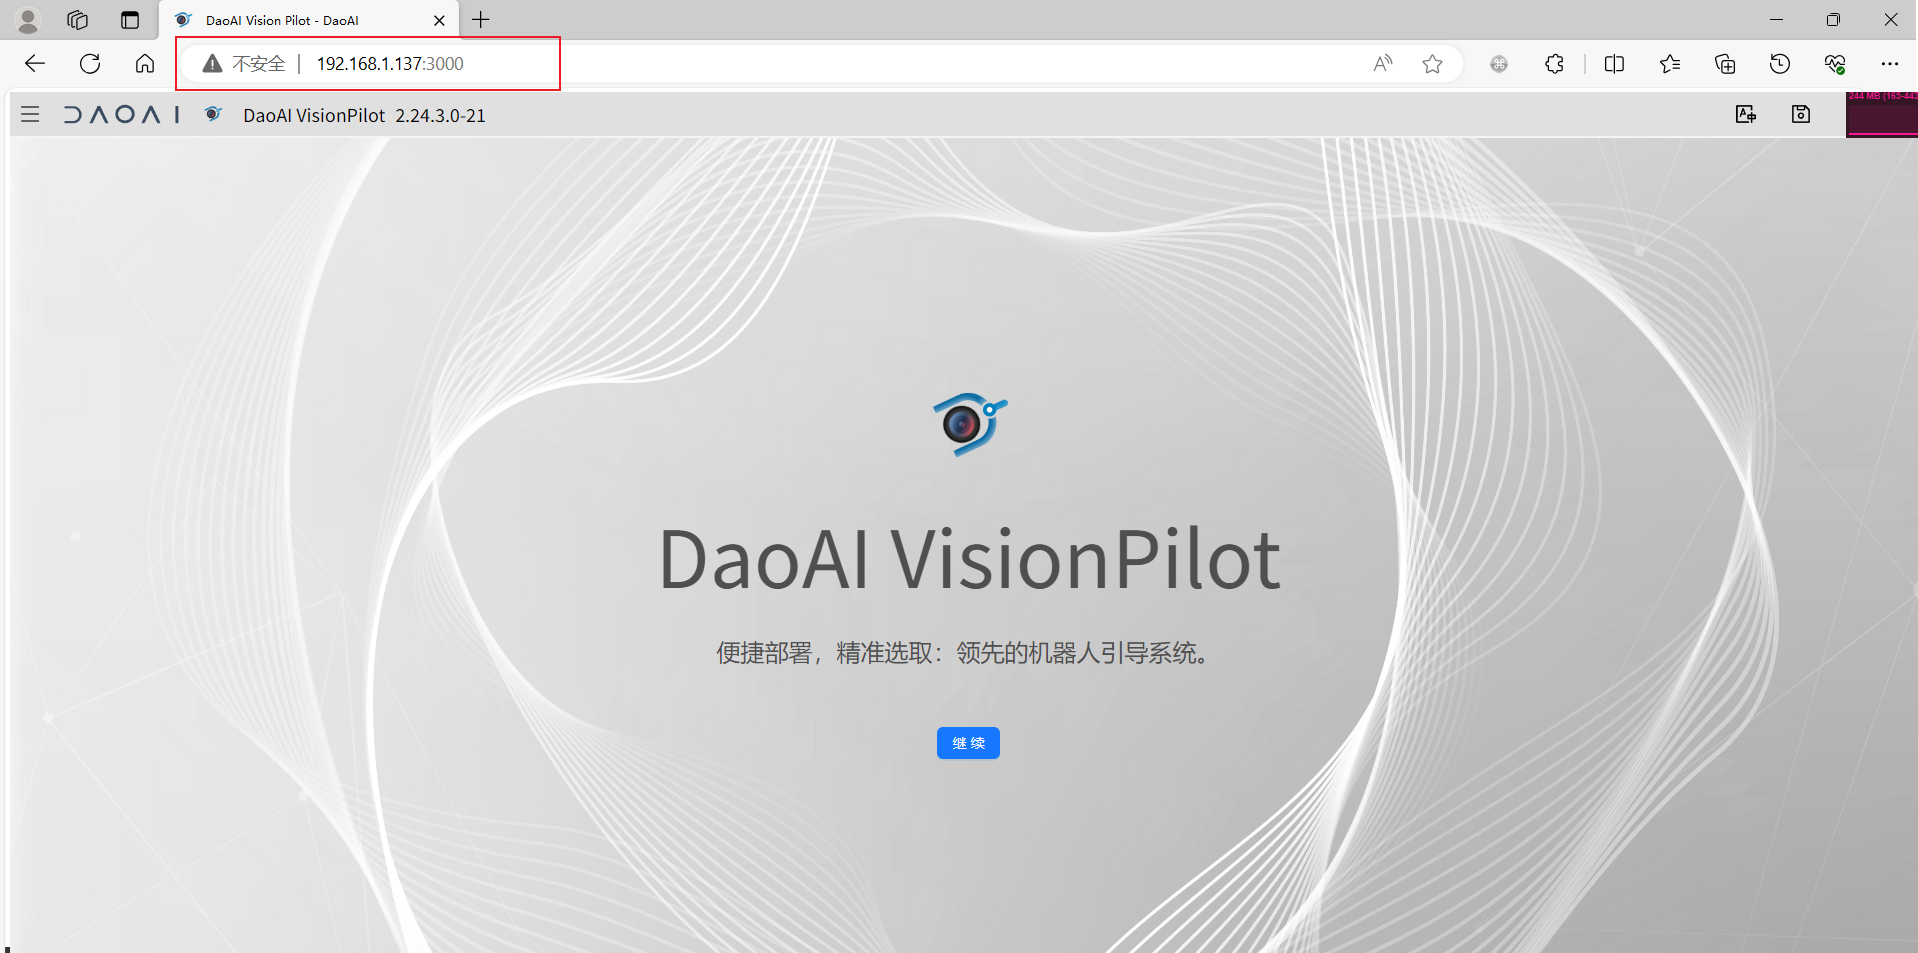 DaoAI Vision Pilot - DaoAI
不安全 | 192.168.1.137:3000
DAOAI DaoAI VisionPilot 2.24.3.0-21
244 MB (165-443
DaoAI VisionPilot
便捷部署，精准选取：领先的机器人引导系统。
继 续